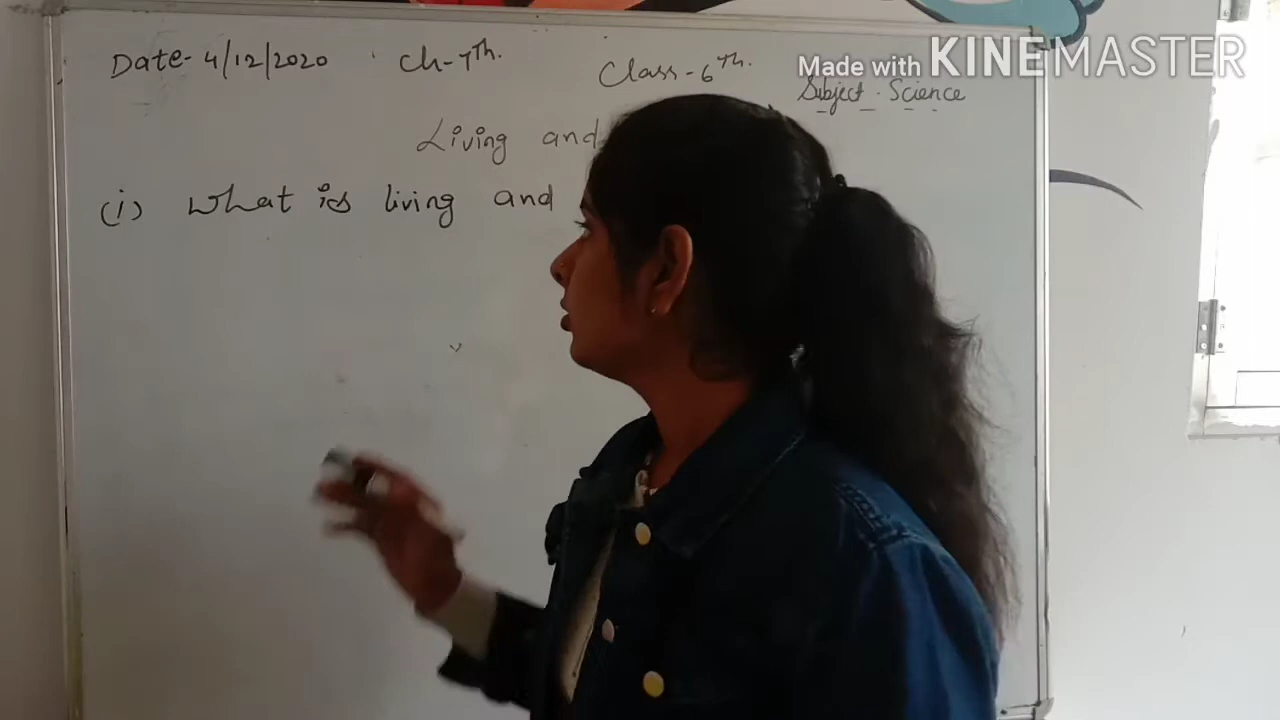 Date- 4/12/2020 Ch-7th. Class-6th.
Made with KINEMASTER
Subject. Science
Living and
(i) What is living and